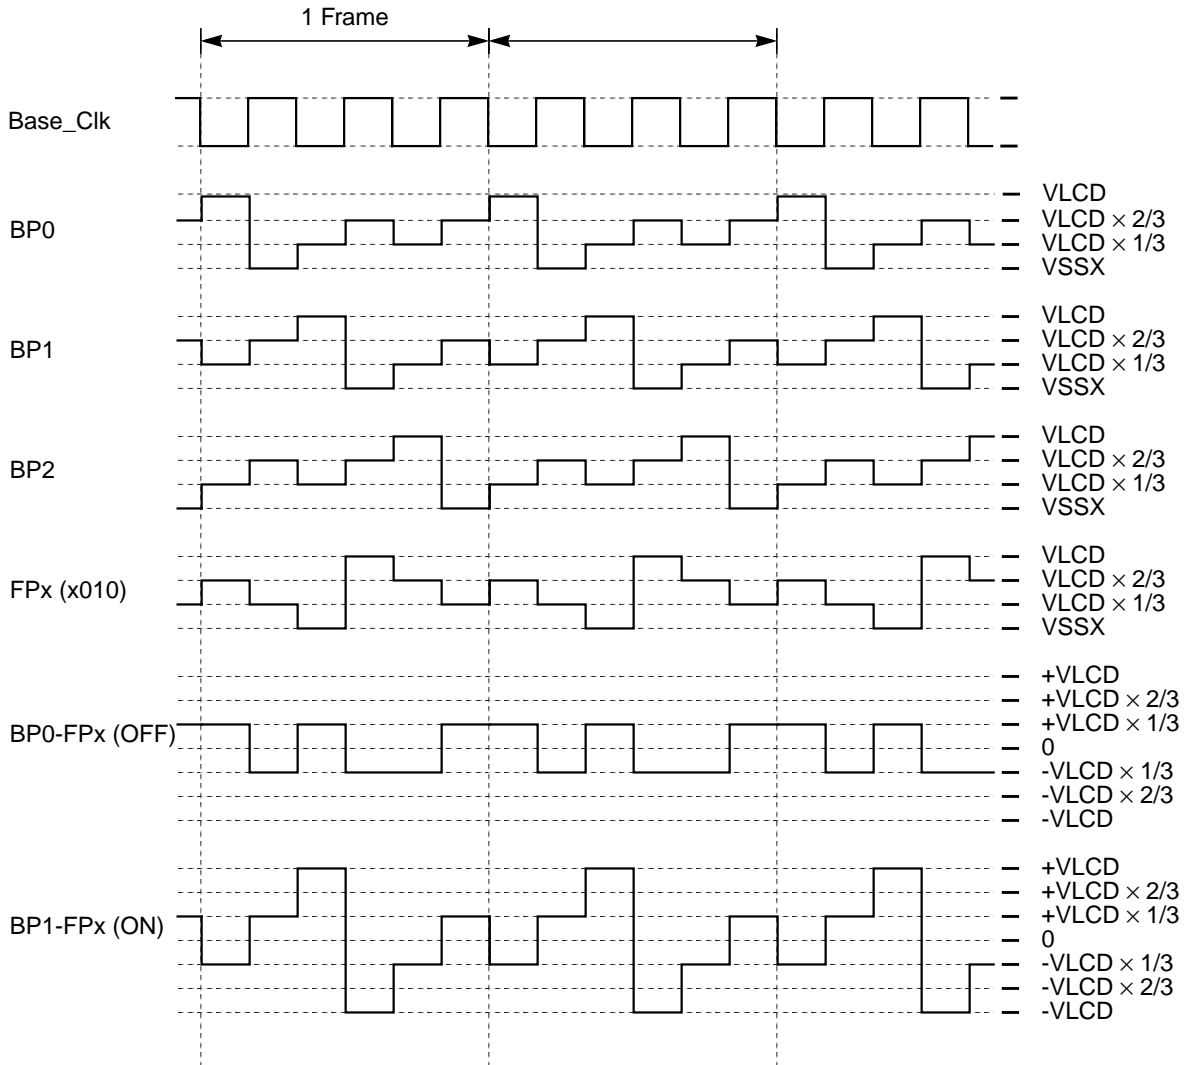 1 Frame
Base_Clk
BP0
VLCD
VLCD × 2/3
VLCD × 1/3
VSSX
BP1
VLCD
VLCD × 2/3
VLCD × 1/3
VSSX
BP2
VLCD
VLCD × 2/3
VLCD × 1/3
VSSX
FPx (x010)
VLCD
VLCD × 2/3
VLCD × 1/3
VSSX
BP0-FPx (OFF)
+VLCD
+VLCD × 2/3
+VLCD × 1/3
0
-VLCD × 1/3
-VLCD × 2/3
-VLCD
BP1-FPx (ON)
+VLCD
+VLCD × 2/3
+VLCD × 1/3
0
-VLCD × 1/3
-VLCD × 2/3
-VLCD